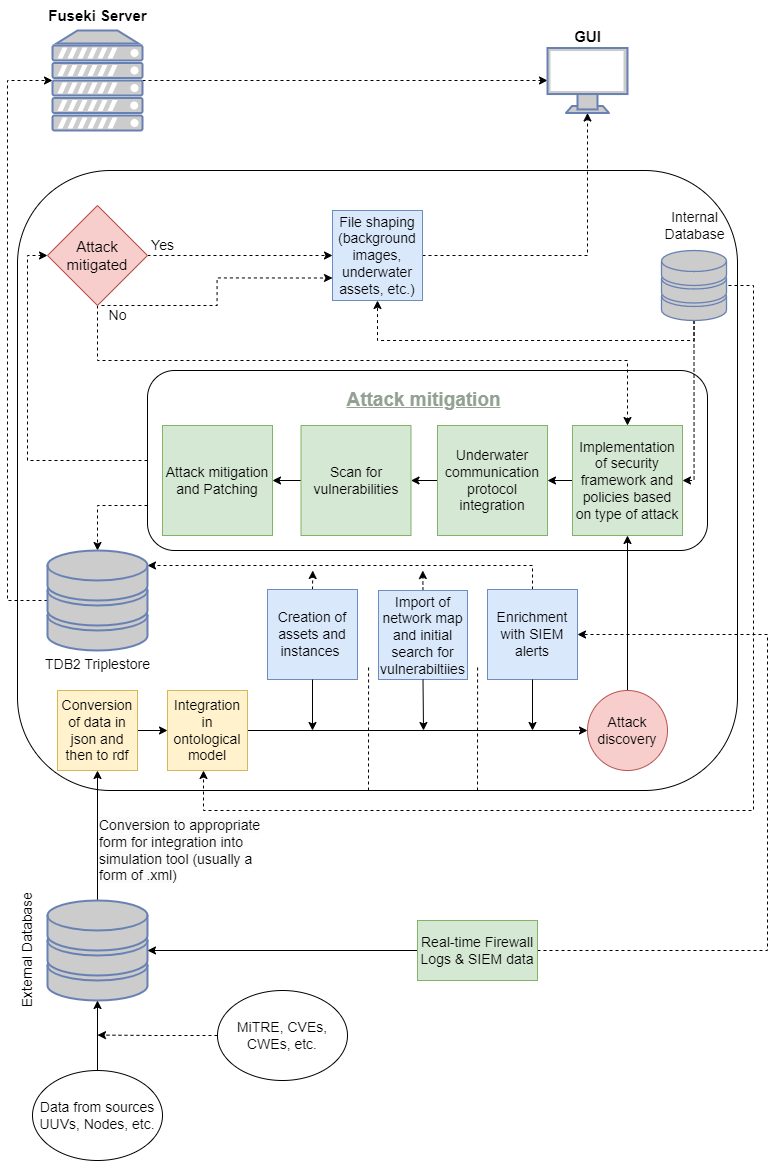 Fuseki Server
GUI
Attack
mitigated
Yes
No
File shaping
(background
images,
underwater
assets, etc.)
Internal
Database
Attack mitigation
Attack mitigation
and Patching
Scan for
vulnerabilities
Underwater
communication
protocol
integration
Implementation
of security
framework and
policies based
on type of attack
TDB2 Triplestore
Creation of
assets and
instances
Import of
network map
and initial
search for
vulnerabiltiies
Enrichment
with SIEM
alerts
Conversion
of data in
json and
then to rdf
Integration
in
ontological
model
Attack
discovery
Conversion to appropriate
form for integration into
simulation tool (usually a
form of .xml)
External Database
Real-time Firewall
Logs & SIEM data
MiTRE, CVEs,
CWEs, etc.
Data from sources
UUVs, Nodes, etc.